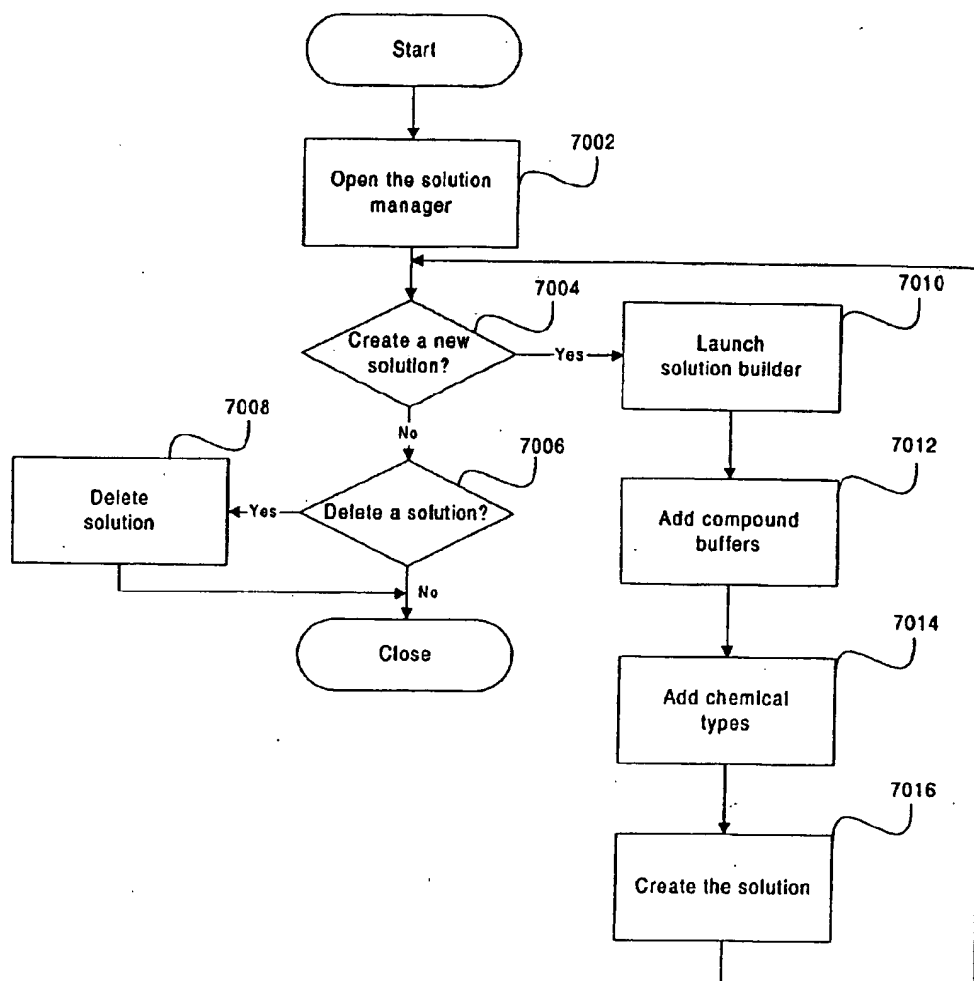 Start
7002
Open the solution
manager
7004
7010
Create a new
solution?
Yes
Launch
solution builder
7008
No
7006
7012
Delete
solution
Yes
Delete a solution?
Add compound
buffers
No
Close
7014
Add chemical
types
7016
Create the solution